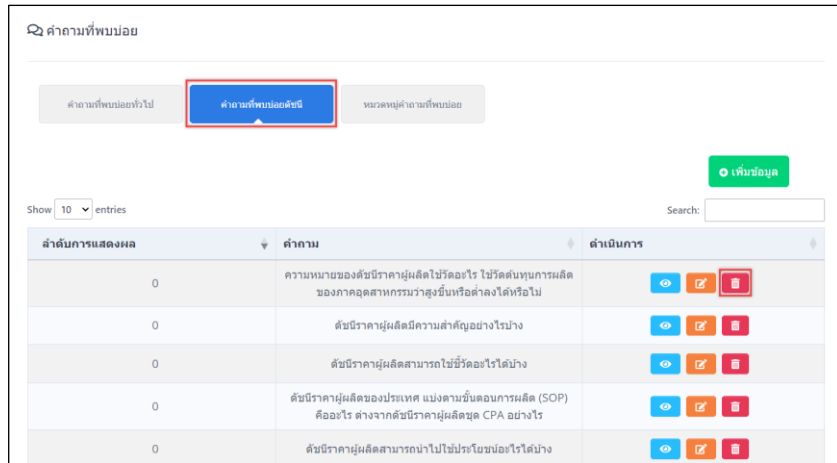 คำถามที่พบบ่อย
คำถามที่พบบ่อยทั่วไป คำถามที่พบบ่อยดัชนี หมวดหมู่คำถามที่พบบ่อย
เพิ่มข้อมูล
Show 10 entries Search:
ลำดับการแสดงผล คำถาม ดำเนินการ
0 ความหมายของดัชนีราคาผู้ผลิตใช้วัดอะไร ใช้วัดต้นทุนการผลิต
ของภาคอุตสาหกรรมว่าสูงขึ้นหรือต่ำลงได้หรือไม่
0 ดัชนีราคาผู้ผลิตมีความสำคัญอย่างไรบ้าง
0 ดัชนีราคาผู้ผลิตสามารถใช้ชี้วัดอะไรได้บ้าง
0 ดัชนีราคาผู้ผลิตของประเทศ แบ่งตามขั้นตอนการผลิต (SOP)
คืออะไร ต่างจากดัชนีราคาผู้ผลิตชุด CPA อย่างไร
0 ดัชนีราคาผู้ผลิตสามารถนำไปใช้ประโยชน์อะไรได้บ้าง